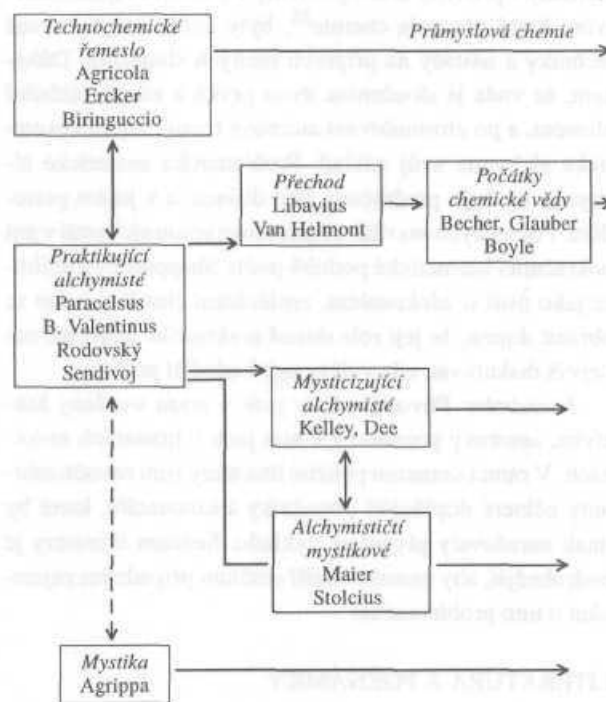 Technochemické
řemeslo
Agricola
Ercker
Biringuccio
Průmyslová chemie
Přechod
Libavius
Van Helmont
Počátky
chemické vědy
Becher, Glauber
Boyle
Praktikující
alchymisté
Paracelsus
B. Valentinus
Rodovský
Sendivoj
Mysticizující
alchymisté
Kelley, Dee
Alchymističtí
mystikové
Maier
Stolcius
Mystika
Agrippa